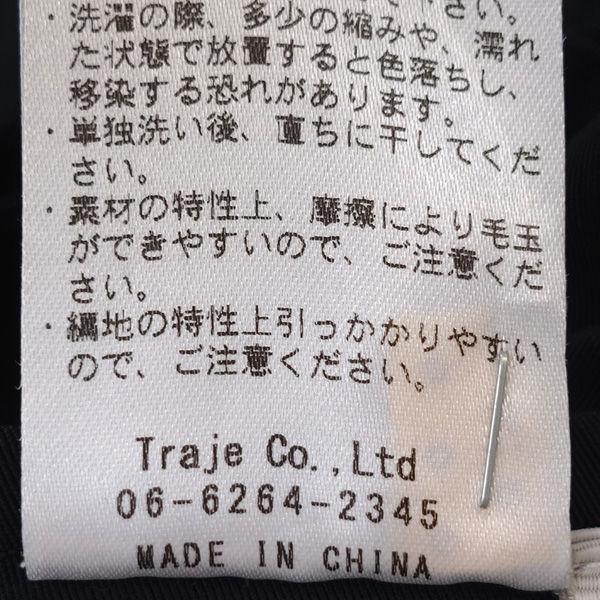 さい。
・洗濯の際、多少の縮みや、濡れ
た状態で放置すると色落ちし、
移染する恐れがあります。
・単独洗い後、直ちに干してくだ
さい。
・素材の特性上、摩擦により毛玉
ができやすいので、ご注意くだ
さい。
・編地の特性上引っかかりやすい
ので、ご注意ください。
Traje Co.,Ltd
06-6264-2345
MADE IN CHINA